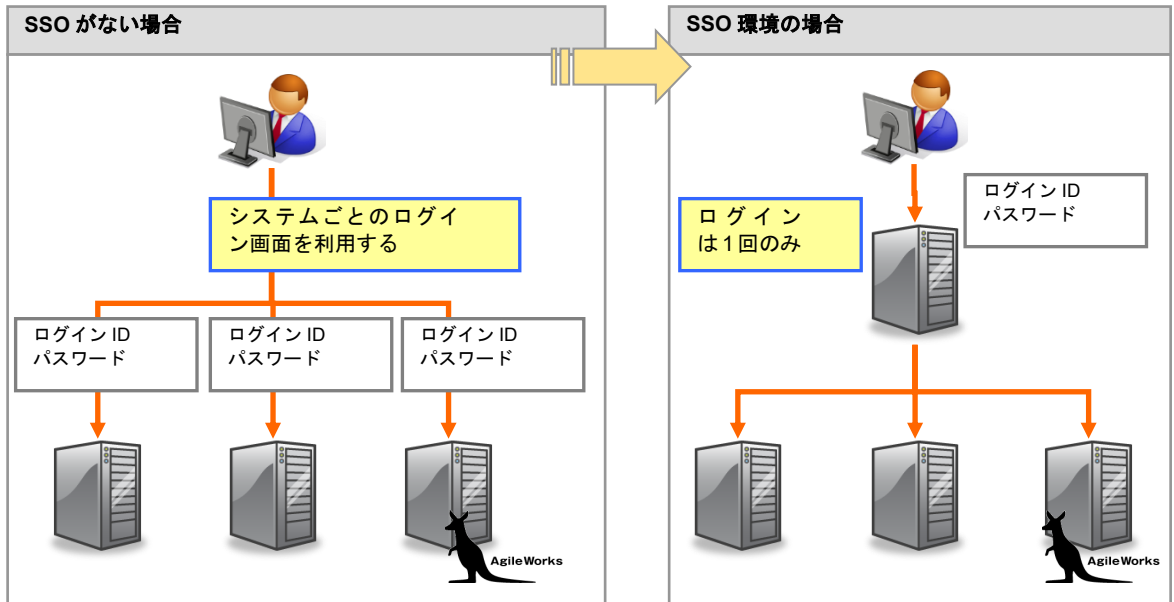 SSO がない場合
システムごとのログイ
ン画面を利用する
ログイン ID
パスワード
ログイン ID
パスワード
ログイン ID
パスワード
AgileWorks
SSO 環境の場合
ログイン
は1回のみ
ログイン ID
パスワード
AgileWorks